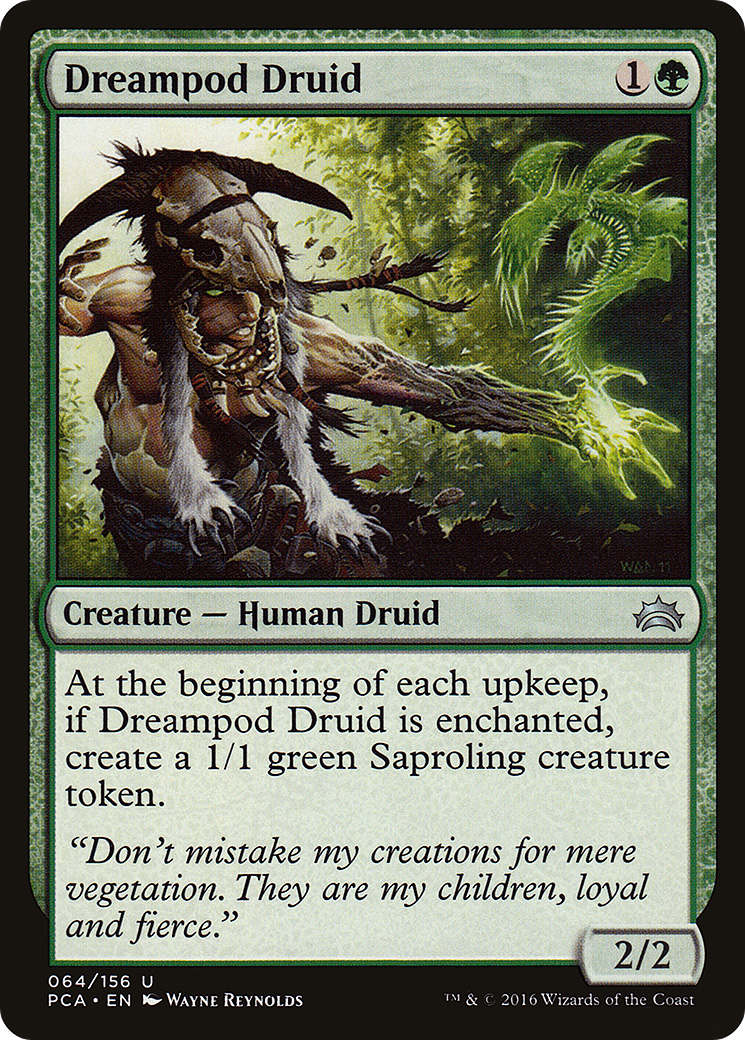 Dreampod Druid 1
Creature — Human Druid
At the beginning of each upkeep,
if Dreampod Druid is enchanted,
create a 1/1 green Saproling creature
token.
“Don’t mistake my creations for mere
vegetation. They are my children, loyal
and fierce.”
2/2
064/156 U
PCA • EN Wayne Reynolds
™ & © 2016 Wizards of the Coast